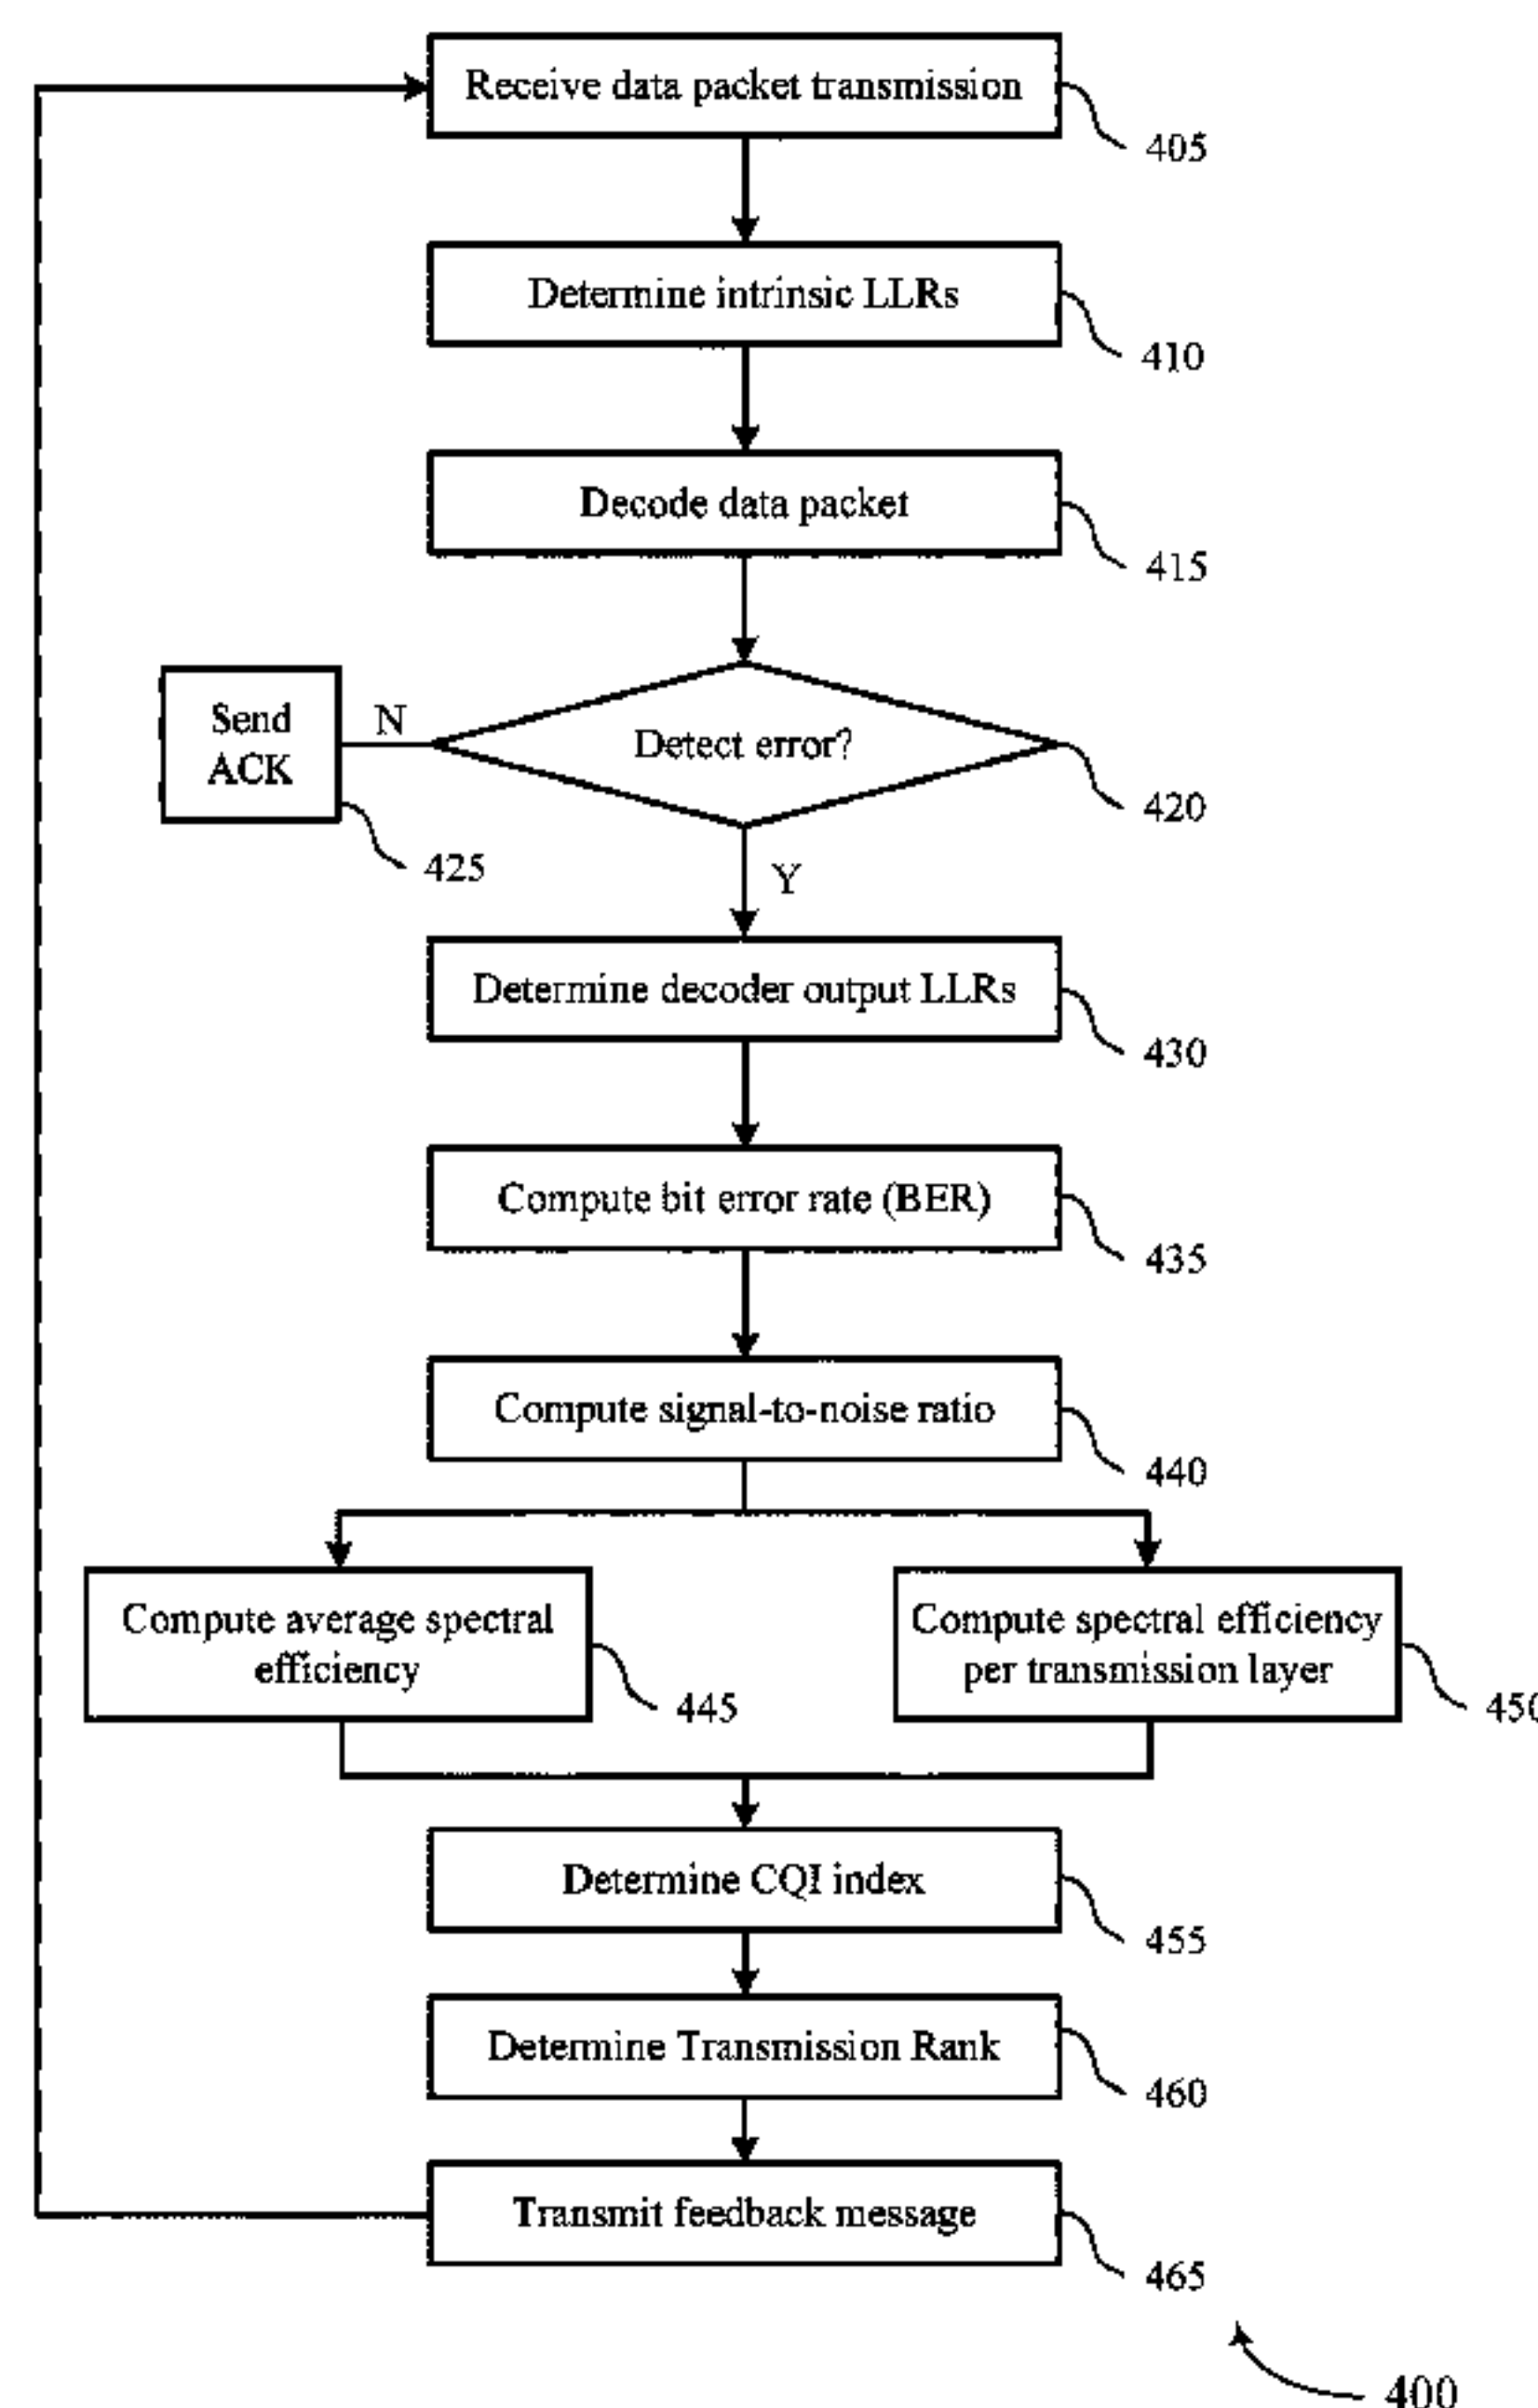 Receive data packet transmission
405
Determine intrinsic LLRs
410
Decode data packet
415
Send
ACK
N
Detect error?
420
425
Y
Determine decoder output LLRs
430
Compute bit error rate (BER)
435
Compute signal-to-noise ratio
440
Compute average spectral
efficiency
445
Compute spectral efficiency
per transmission layer
450
Determine CQI index
455
Determine Transmission Rank
460
Transmit feedback message
465
400